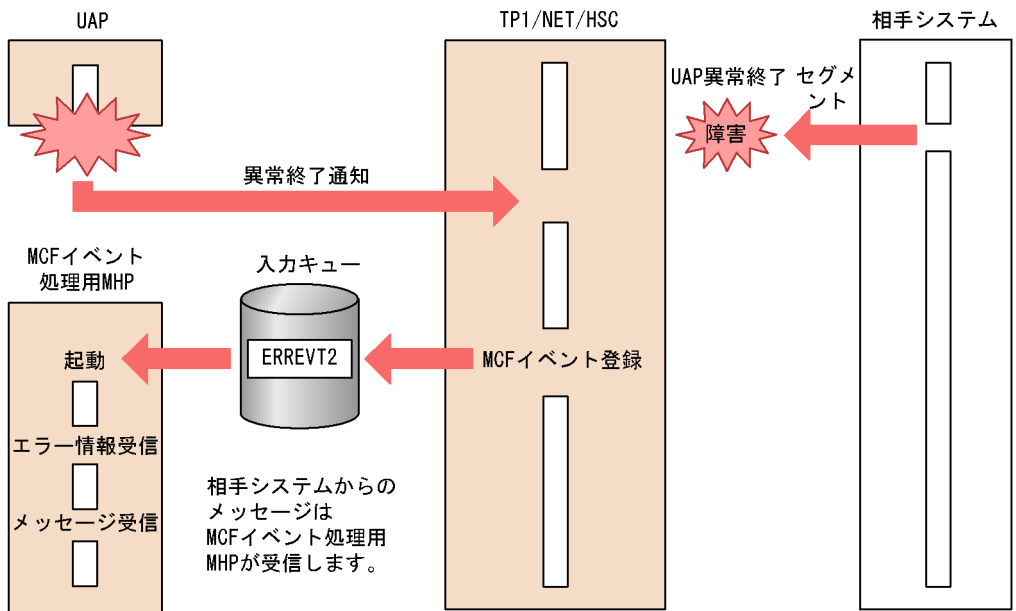 UAP
TP1/NET/HSC
相手システム
UAP異常終了
セグメ
ント
障害
異常終了通知
MCFイベント
処理用MHP
入力キュー
ERREVT2
MCFイベント登録
起動
エラー情報受信
メッセージ受信
相手システムからの
メッセージは
MCFイベント処理用
MHPが受信します。